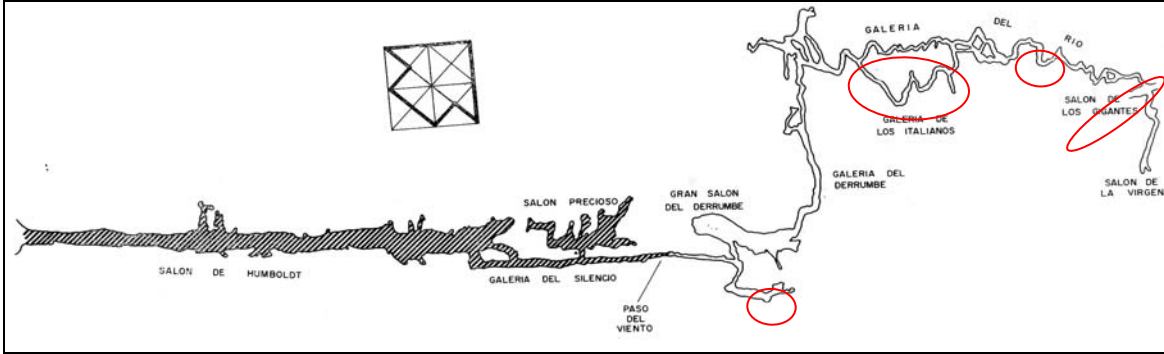 GALERIA DEL RIO
SALON DE
LOS GIGANTES
GALERIA DE
LOS ITALIANOS
GALERIA DEL
DERRUMBE
SALON DE
LA VIRGEN
SALON PRECIOSO
GRAN SALON
DEL DERRUMBE
SALON DE HUMBOLDT
GALERIA DEL SILENCIO
PASO
DEL
VIENTO